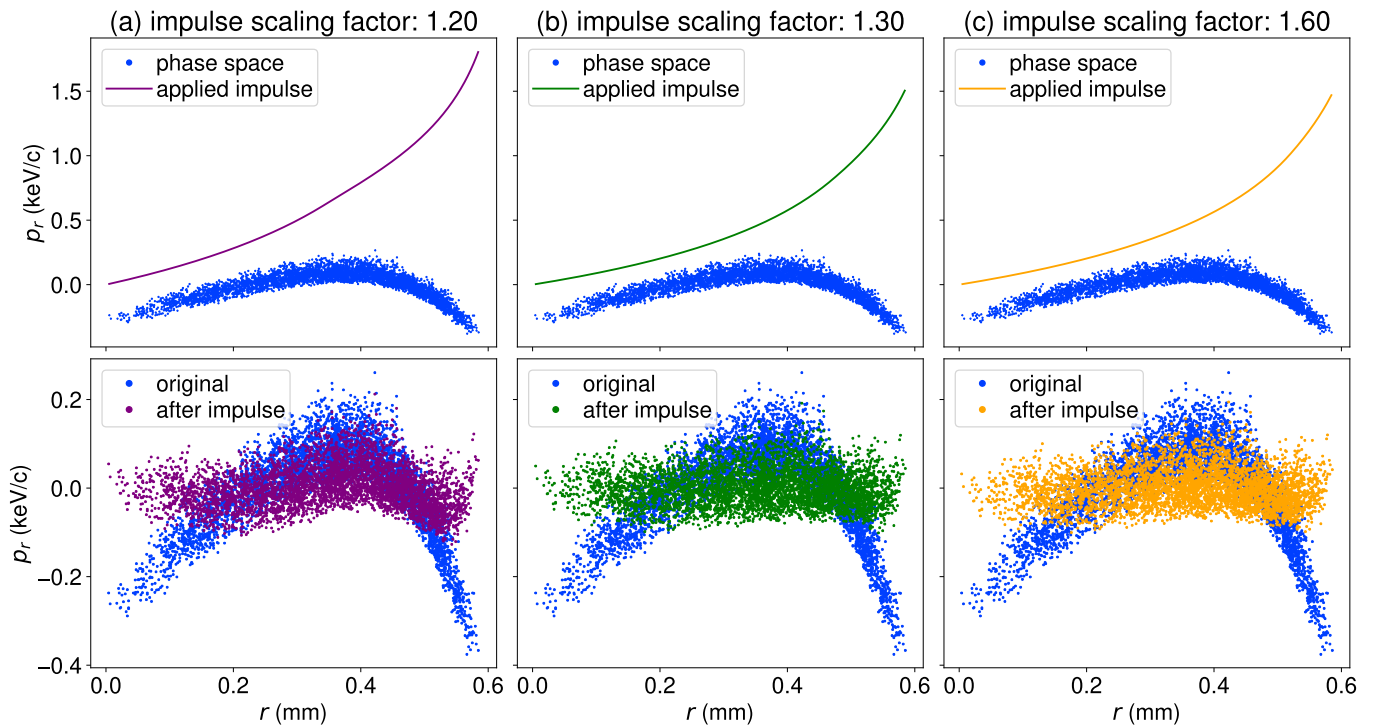 (a) impulse scaling factor: 1.20
(b) impulse scaling factor: 1.30
(c) impulse scaling factor: 1.60
phase space
applied impulse
phase space
applied impulse
phase space
applied impulse
1.5
1.0
0.5
0.0
p_r (keV/c)
original
after impulse
original
after impulse
original
after impulse
0.2
0.0
−0.2
−0.4
p_r (keV/c)
0.0 0.2 0.4 0.6
0.0 0.2 0.4 0.6
0.0 0.2 0.4 0.6
r (mm)
r (mm)
r (mm)